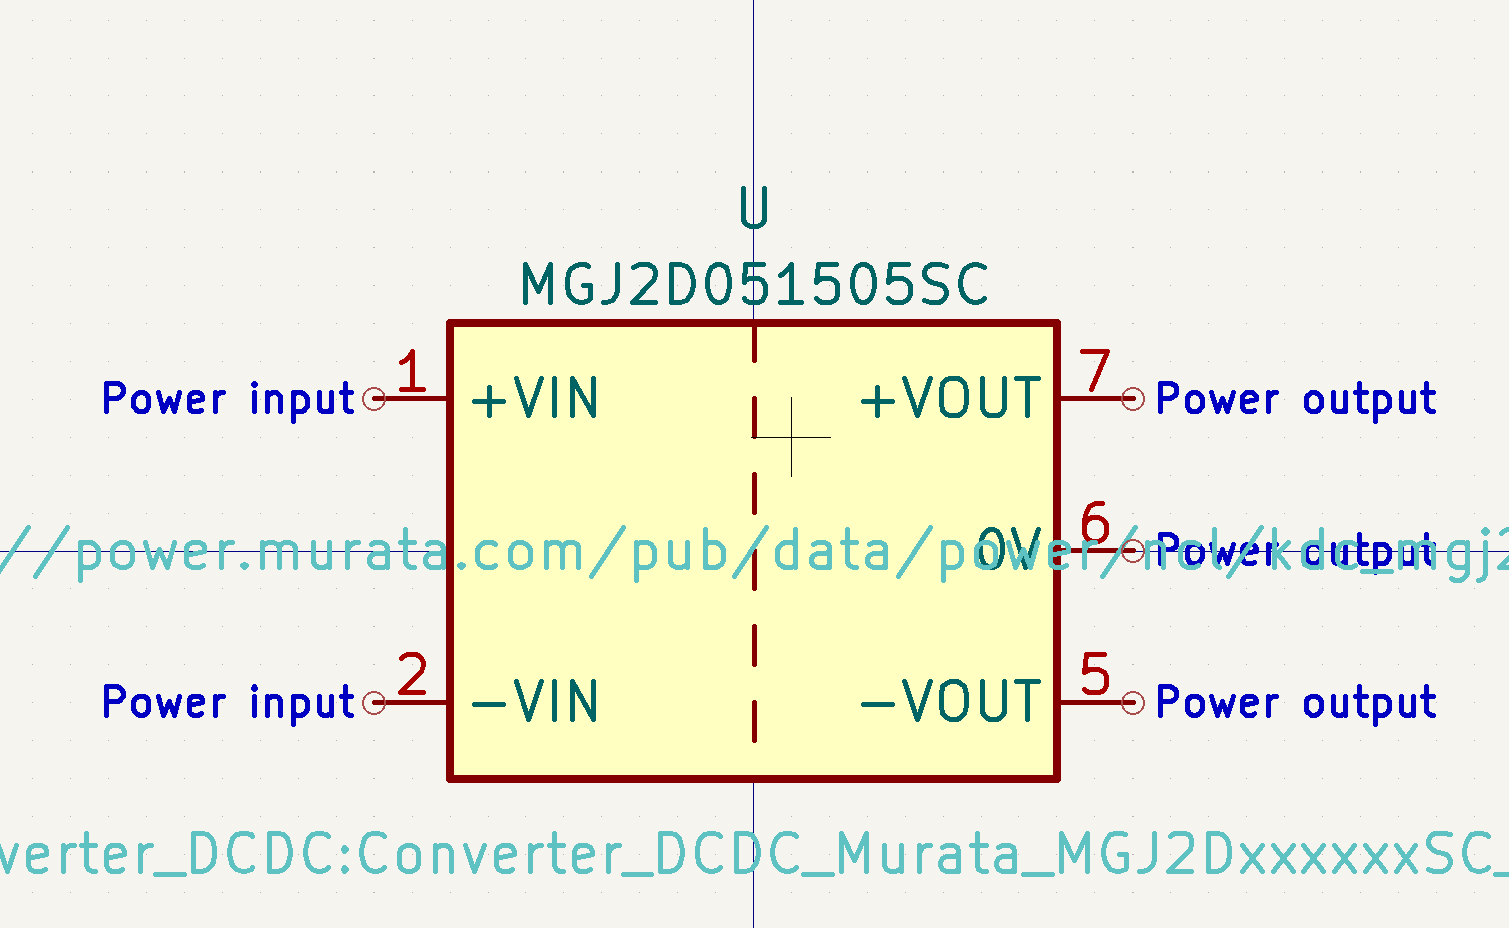 U
MGJ2D051505SC
Power input 1 +VIN +VOUT 7 Power output
0V 6 Power output
//power.murata.com/pub/data/power/ncl/kdc_mgj2
Power input 2 -VIN -VOUT 5 Power output
verter_DCDC:Converter_DCDC_Murata_MGJ2DxxxxxxSC_